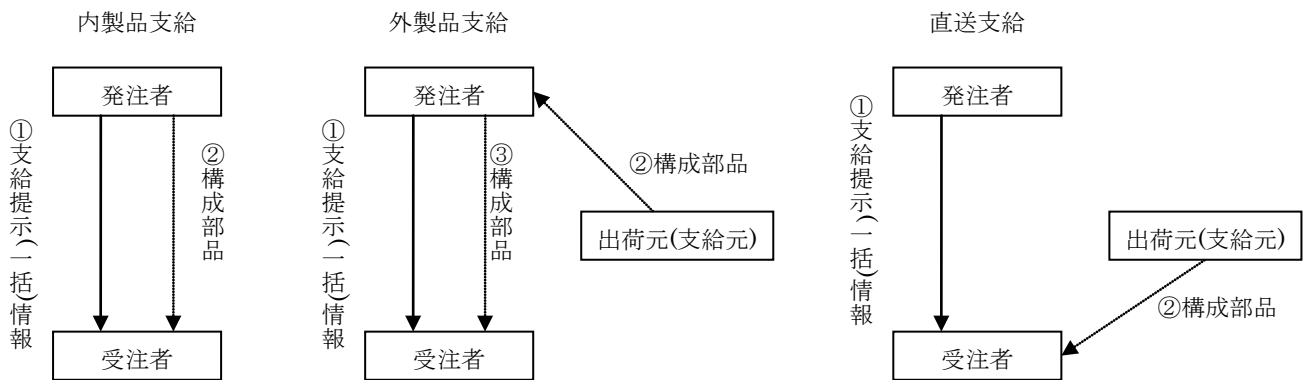 内製品支給
発注者
①支給提示(一括)情報
②構成部品
受注者
外製品支給
発注者
①支給提示(一括)情報
③構成部品
②構成部品
出荷元(支給元)
受注者
直送支給
発注者
①支給提示(一括)情報
出荷元(支給元)
②構成部品
受注者